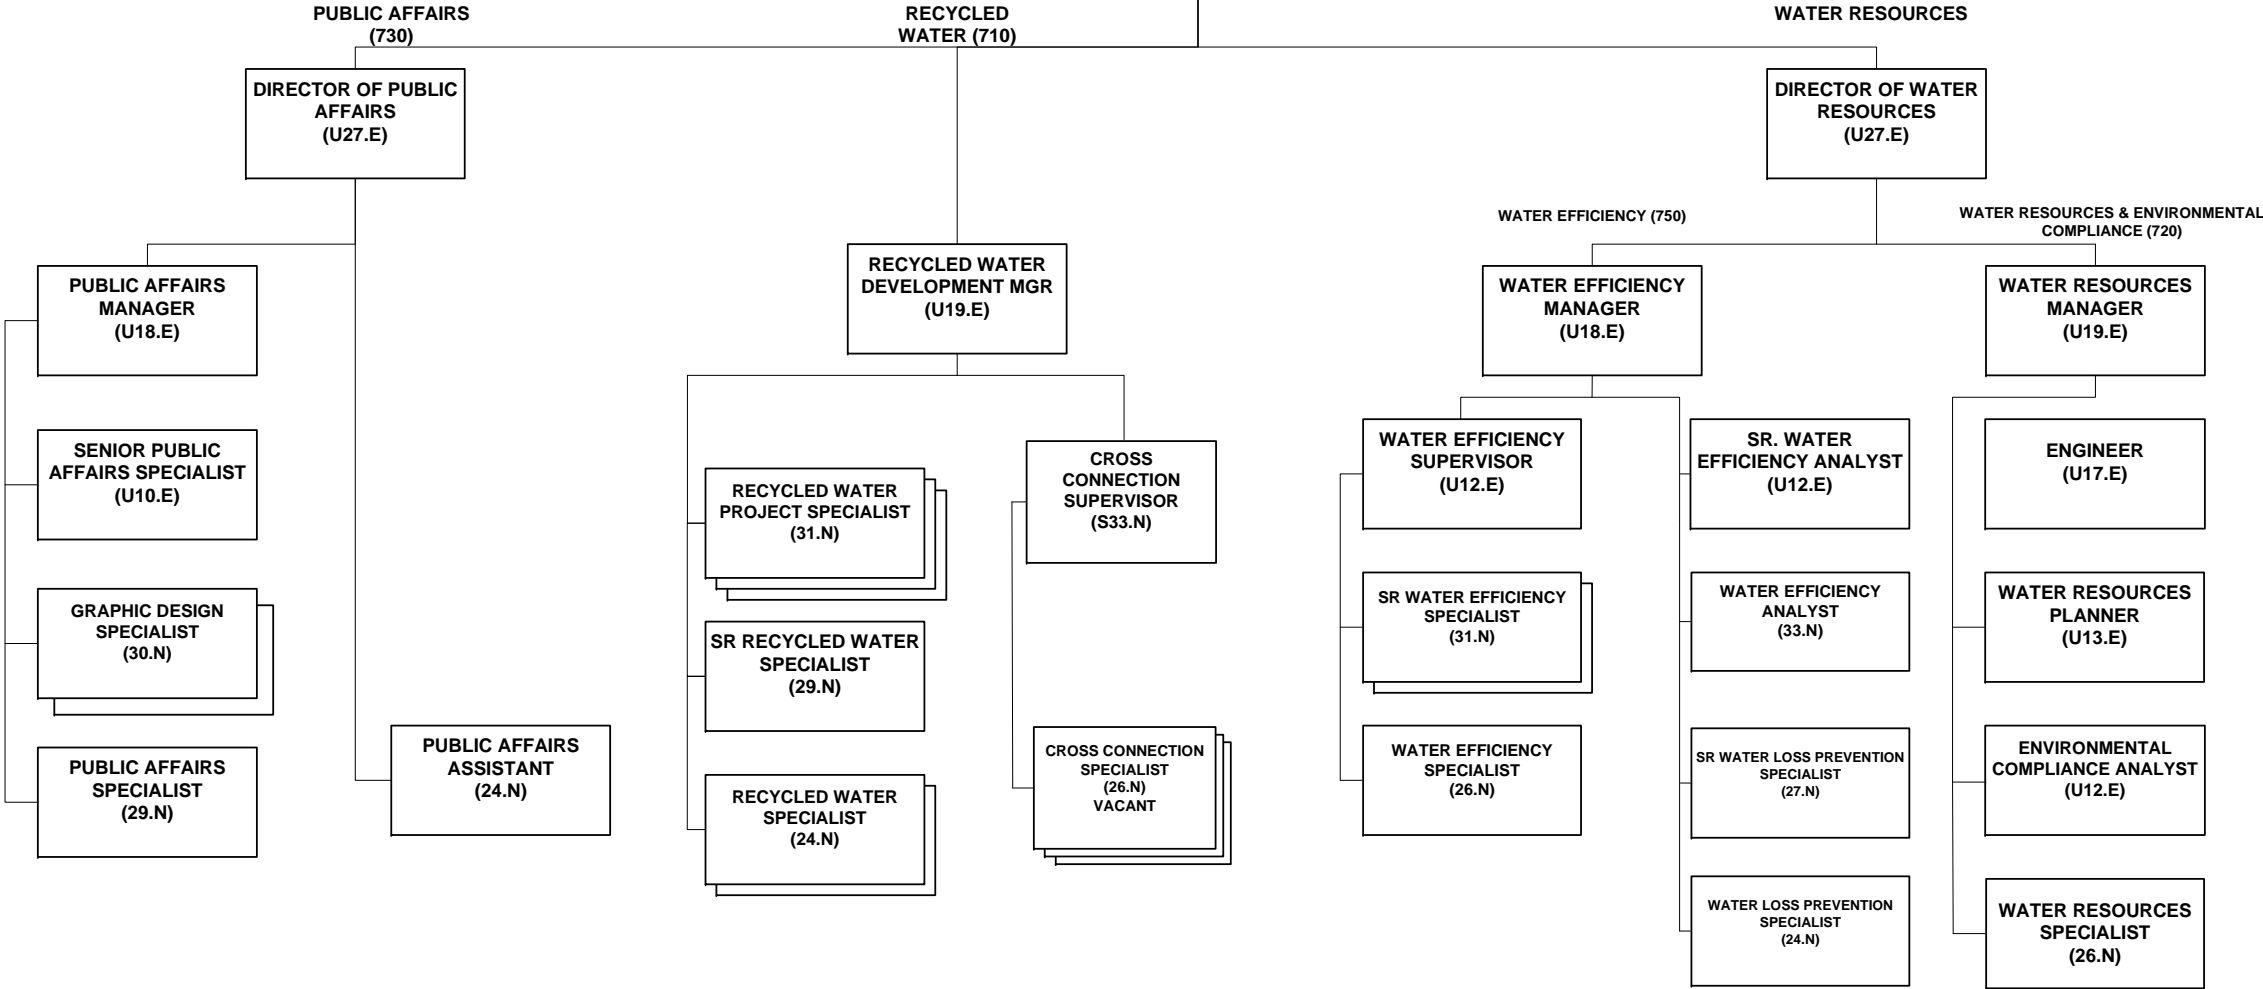 PUBLIC AFFAIRS
(730)
RECYCLED
WATER (710)
WATER RESOURCES
DIRECTOR OF PUBLIC
AFFAIRS
(U27.E)
DIRECTOR OF WATER
RESOURCES
(U27.E)
WATER EFFICIENCY (750)
WATER RESOURCES & ENVIRONMENTAL
COMPLIANCE (720)
PUBLIC AFFAIRS
MANAGER
(U18.E)
RECYCLED WATER
DEVELOPMENT MGR
(U19.E)
WATER EFFICIENCY
MANAGER
(U18.E)
WATER RESOURCES
MANAGER
(U19.E)
SENIOR PUBLIC
AFFAIRS SPECIALIST
(U10.E)
GRAPHIC DESIGN
SPECIALIST
(30.N)
PUBLIC AFFAIRS
SPECIALIST
(29.N)
PUBLIC AFFAIRS
ASSISTANT
(24.N)
RECYCLED WATER
PROJECT SPECIALIST
(31.N)
SR RECYCLED WATER
SPECIALIST
(29.N)
RECYCLED WATER
SPECIALIST
(24.N)
CROSS
CONNECTION
SUPERVISOR
(S33.N)
CROSS CONNECTION
SPECIALIST
(26.N)
VACANT
WATER EFFICIENCY
SUPERVISOR
(U12.E)
SR WATER EFFICIENCY
SPECIALIST
(31.N)
WATER EFFICIENCY
SPECIALIST
(26.N)
SR. WATER
EFFICIENCY ANALYST
(U12.E)
WATER EFFICIENCY
ANALYST
(33.N)
SR WATER LOSS PREVENTION
SPECIALIST
(27.N)
WATER LOSS PREVENTION
SPECIALIST
(24.N)
ENGINEER
(U17.E)
WATER RESOURCES
PLANNER
(U13.E)
ENVIRONMENTAL
COMPLIANCE ANALYST
(U12.E)
WATER RESOURCES
SPECIALIST
(26.N)